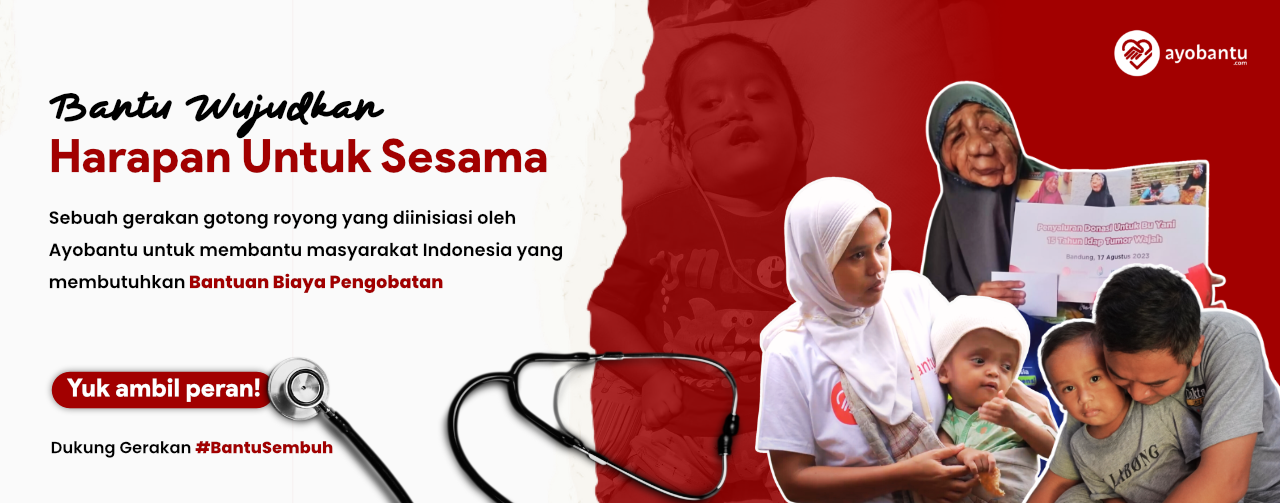 Bantu Wujudkan
Harapan Untuk Sesama
Sebuah gerakan gotong royong yang diinisiasi oleh
Ayobantu untuk membantu masyarakat Indonesia yang
membutuhkan Bantuan Biaya Pengobatan
Yuk ambil peran!
Dukung Gerakan #BantuSembuh
ayobantu
.com
Penyaluran Donasi Untuk Bu Yani
15 Tahun Idap Tumor Wajah
Bandung, 17 Agustus 2023
LABONG